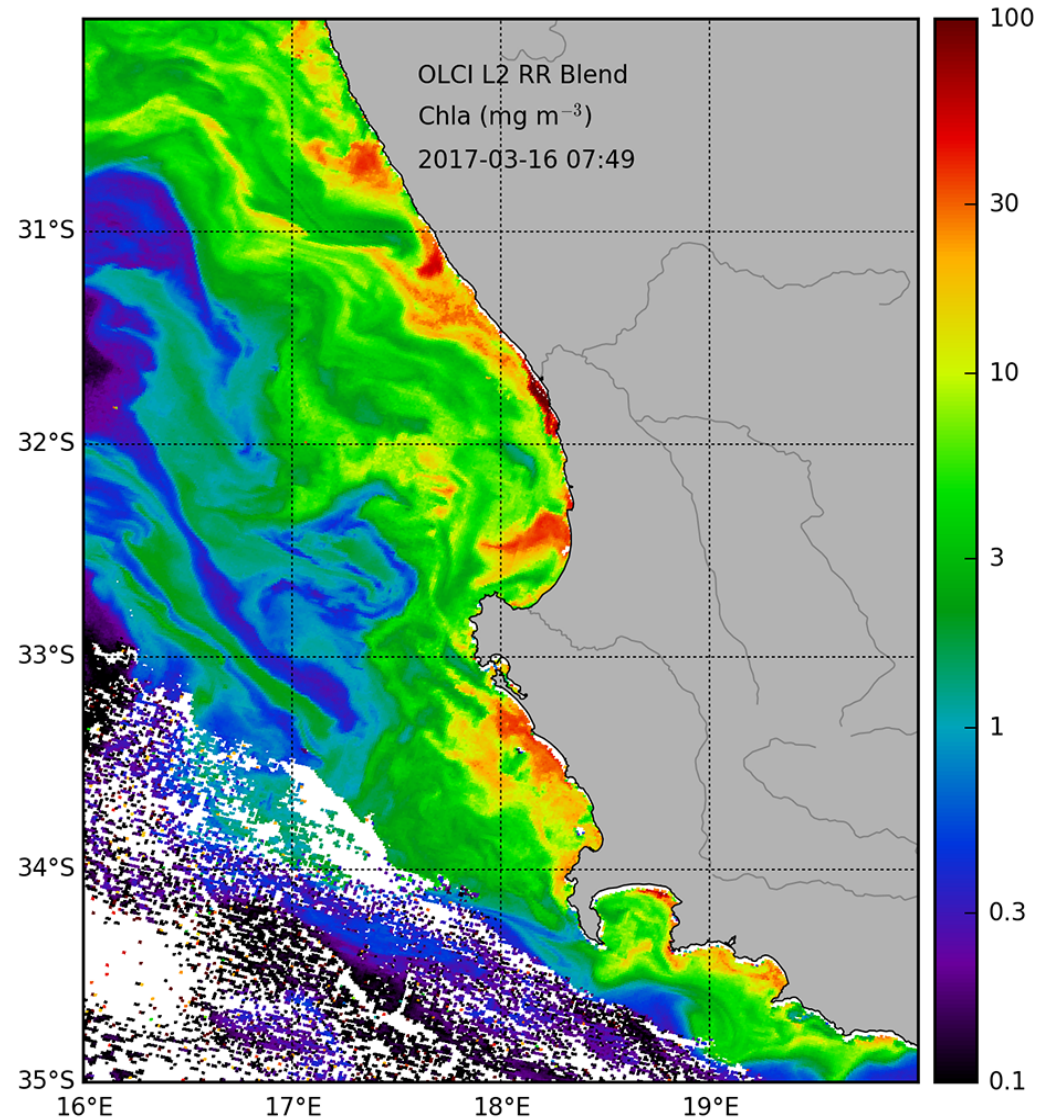 OLCI L2 RR Blend
Chla (mg m⁻³)
2017-03-16 07:49
100
30
10
3
1
0.3
0.1
31°S
32°S
33°S
34°S
35°S
16°E
17°E
18°E
19°E